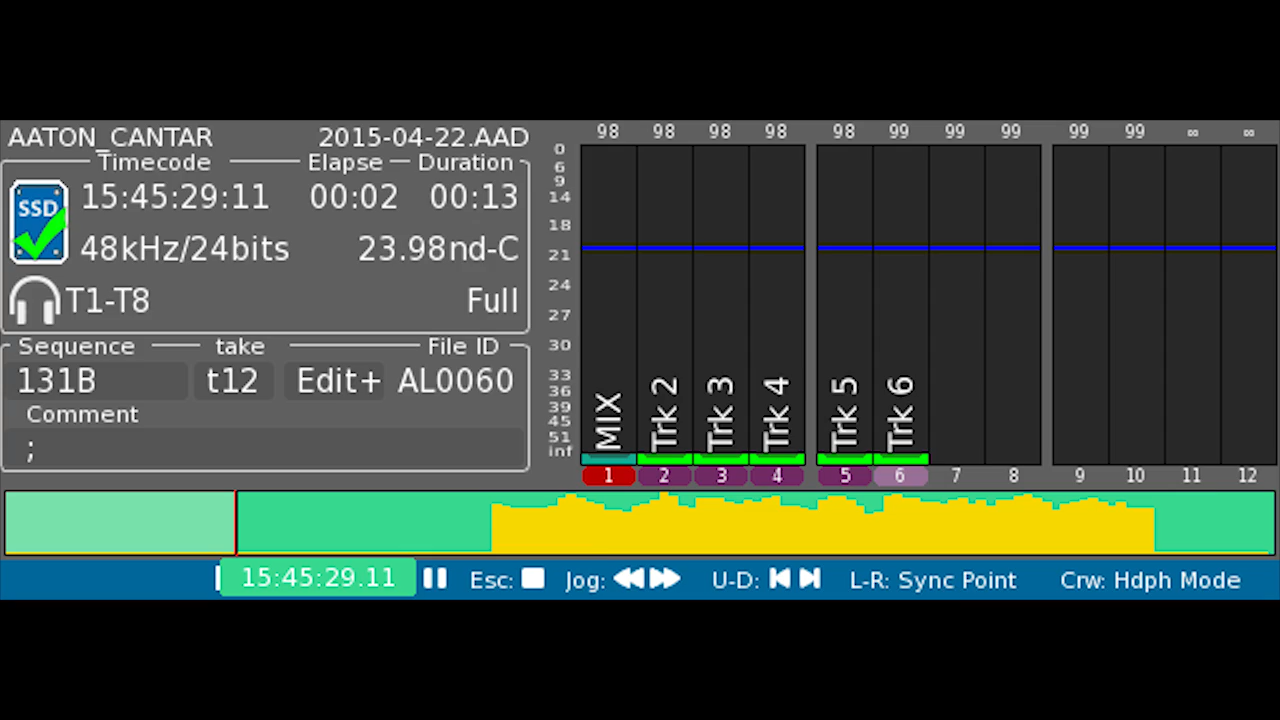 AATON_CANTAR 2015-04-22.AAD
Timecode Elapse Duration
SSD 15:45:29:11 00:02 00:13
48kHz/24bits 23.98nd-C
T1-T8 Full
Sequence take File ID
131B t12 Edit+ AL0060
Comment
;
98 98 98 98 98 99 99 99 99 99 ∞ ∞
0
6
9
14
18
21
24
27
30
33
36
39
45
51
inf
MIX Trk 2 Trk 3 Trk 4 Trk 5 Trk 6
1 2 3 4 5 6 7 8 9 10 11 12
15:45:29.11 Esc: Jog: U-D: L-R: Sync Point Crw: Hdph Mode